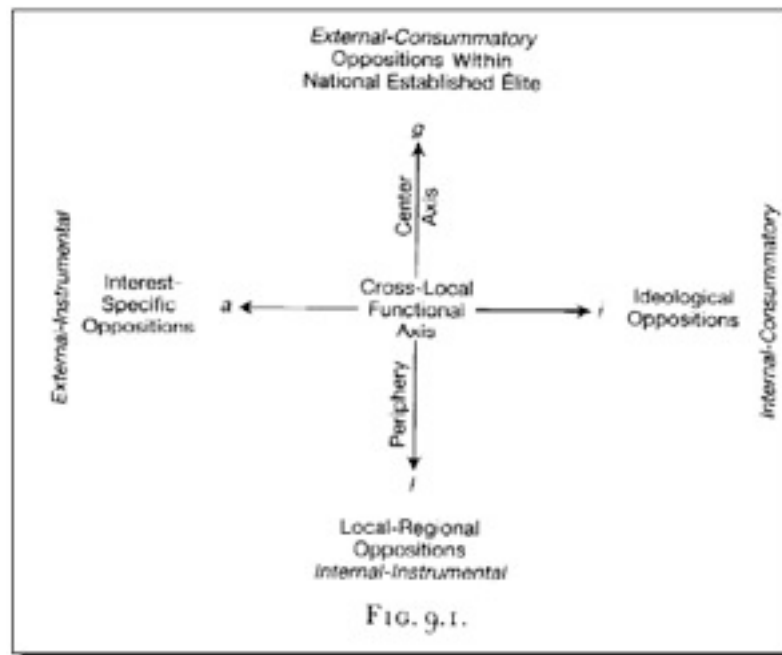 External-Consummatory
Oppositions Within
National Established Élite
g
Center
Axis
External-Instrumental
Interest-
Specific
Oppositions
a
Cross-Local
Functional
Axis
i
Ideological
Oppositions
Internal-Consummatory
Periphery
l
Local-Regional
Oppositions
Internal-Instrumental
FIG. 9.1.